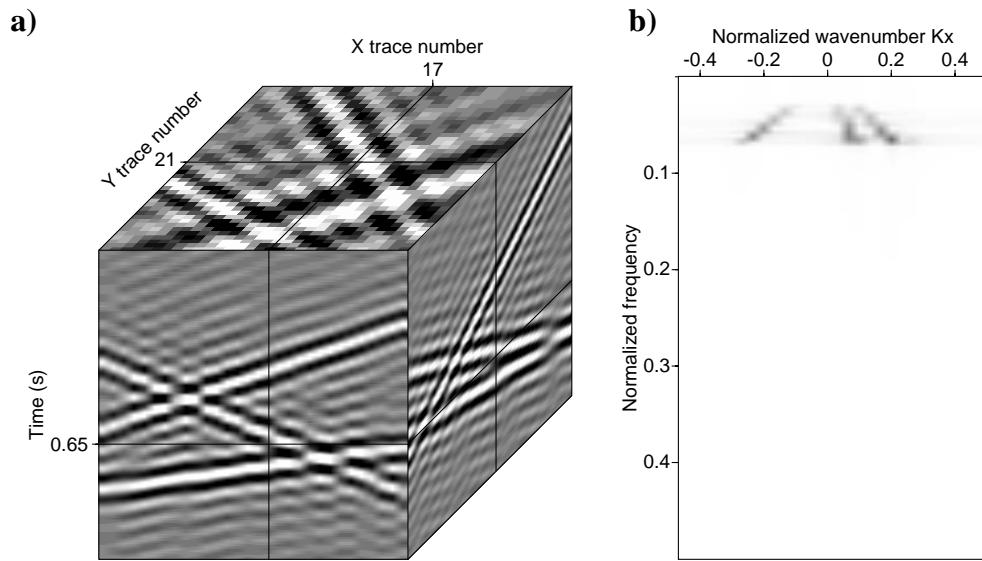 a)
X trace number
17
Y trace number
21
Time (s)
0.65
b)
Normalized wavenumber Kx
-0.4 -0.2 0 0.2 0.4
Normalized frequency
0.1
0.2
0.3
0.4